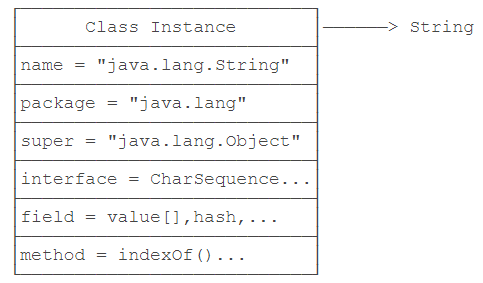 Class Instance ──────> String
name = "java.lang.String"
package = "java.lang"
super = "java.lang.Object"
interface = CharSequence...
field = value[],hash,...
method = indexOf()...